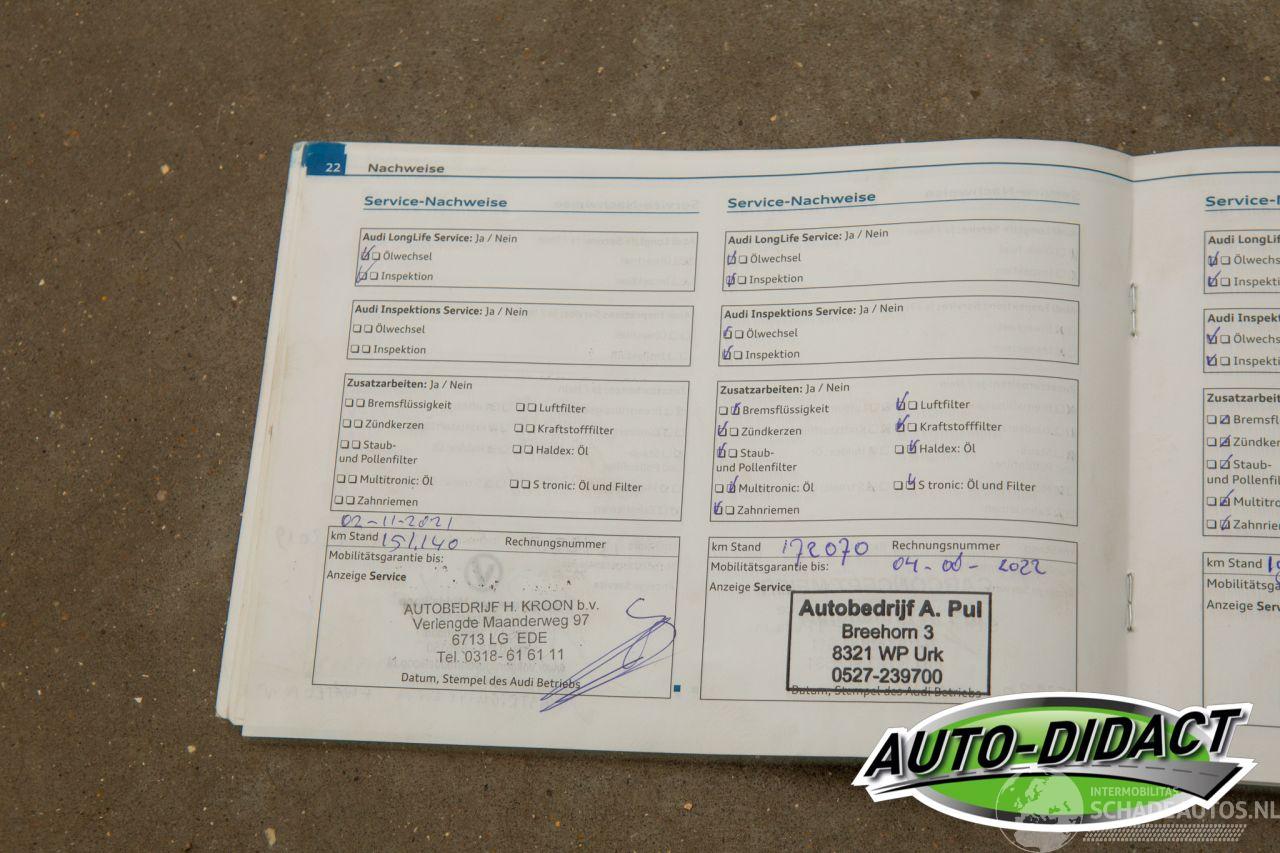 22 Nachweise
Service-Nachweise
Audi LongLife Service: Ja / Nein
Ölwechsel
Inspektion
Audi Inspektions Service: Ja / Nein
Ölwechsel
Inspektion
Zusatzarbeiten: Ja / Nein
Bremsflüssigkeit
Luftfilter
Zündkerzen
Kraftstofffilter
Staub-
und Pollenfilter
Haldex: Öl
Multitronic: Öl
S tronic: Öl und Filter
Zahnriemen
02-11-2021
km Stand 151.140 Rechnungsnummer
Mobilitätsgarantie bis:
Anzeige Service
AUTOBEDRIJF H. KROON b.v.
Verlengde Maanderweg 97
6713 LG EDE
Tel. 0318- 61 61 11
Datum, Stempel des Audi Betriebs
Service-Nachweise
Audi LongLife Service: Ja / Nein
Ölwechsel
Inspektion
Audi Inspektions Service: Ja / Nein
Ölwechsel
Inspektion
Zusatzarbeiten: Ja / Nein
Bremsflüssigkeit
Luftfilter
Zündkerzen
Kraftstofffilter
Staub-
und Pollenfilter
Haldex: Öl
Multitronic: Öl
S tronic: Öl und Filter
Zahnriemen
km Stand 172070 Rechnungsnummer
Mobilitätsgarantie bis: 2022
Anzeige Service
Autobedrijf A. Pul
Breehorn 3
8321 WP Urk
0527-239700
Datum, Stempel des Audi Betriebs
Service-N
Audi LongLif
Ölwechs
Inspekti
Audi Inspekt
Ölwechs
Inspekti
Zusatzarbei
Bremsfl
Zündke
Staub-
und Pollenfil
Multitro
Zahnrie
km Stand
Mobilitätsga
Anzeige Serv
AUTO-DIDACT
INTERMOBILITAS
SCHADEAUTOS.NL